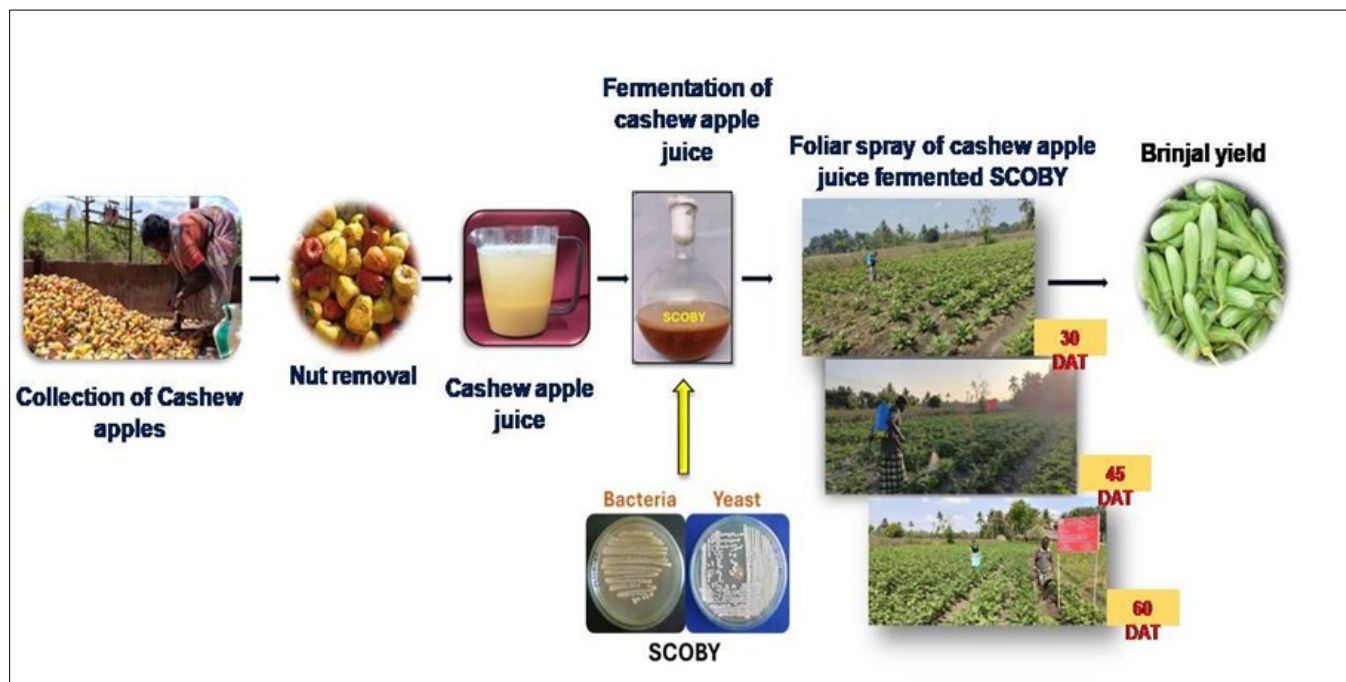 Collection of Cashew
apples
Nut removal
Cashew apple
juice
Fermentation of
cashew apple
juice
SCOBY
Bacteria Yeast
SCOBY
Foliar spray of cashew apple
juice fermented SCOBY
30
DAT
45
DAT
60
DAT
Brinjal yield